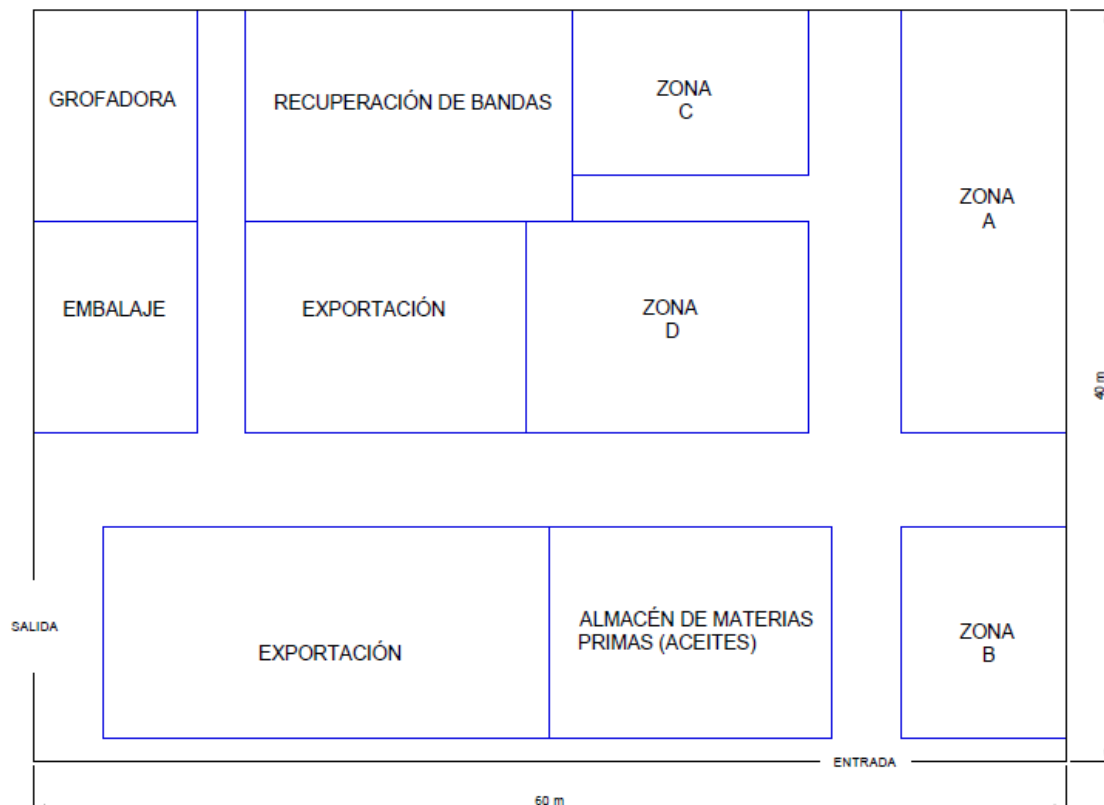 GROFADORA
RECUPERACIÓN DE BANDAS
ZONA
C
ZONA
A
EMBALAJE
EXPORTACIÓN
ZONA
D
40 m
SALIDA
EXPORTACIÓN
ALMACÉN DE MATERIAS
PRIMAS (ACEITES)
ZONA
B
ENTRADA
60 m